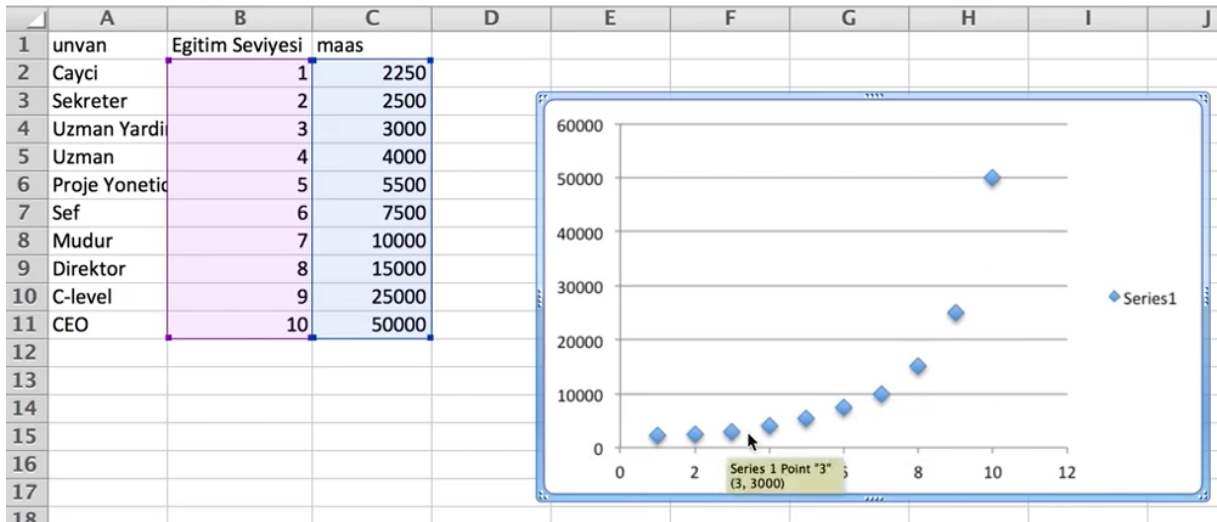 A B C D E F G H I J
1 unvan Egitim Seviyesi maas
2 Cayci 1 2250
3 Sekreter 2 2500
4 Uzman Yardi 3 3000
5 Uzman 4 4000
6 Proje Yonetic 5 5500
7 Sef 6 7500
8 Mudur 7 10000
9 Direktor 8 15000
10 C-level 9 25000
11 CEO 10 50000
12
13
14
15
16
17
18
60000
50000
40000
30000
20000
10000
0
0 2 8 10 12
Series1
Series 1 Point "3"
(3, 3000)